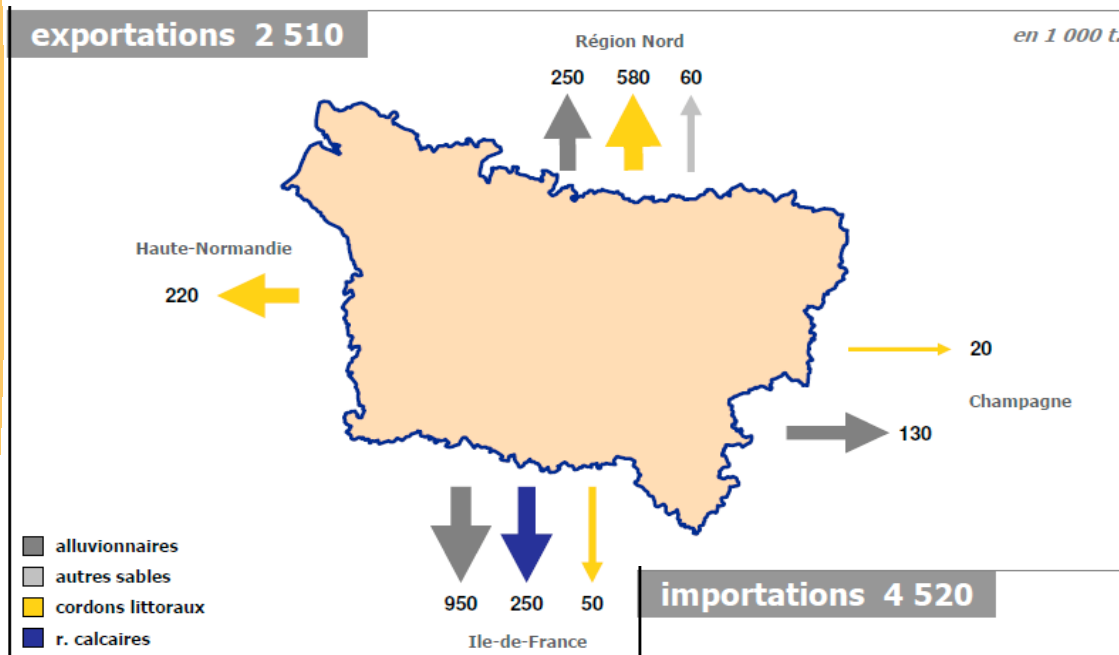 exportations 2 510
en 1 000 t.
Région Nord
250 580 60
Haute-Normandie
220
20
Champagne
130
alluvionnaires
autres sables
cordons littoraux
r. calcaires
950 250 50
Ile-de-France
importations 4 520